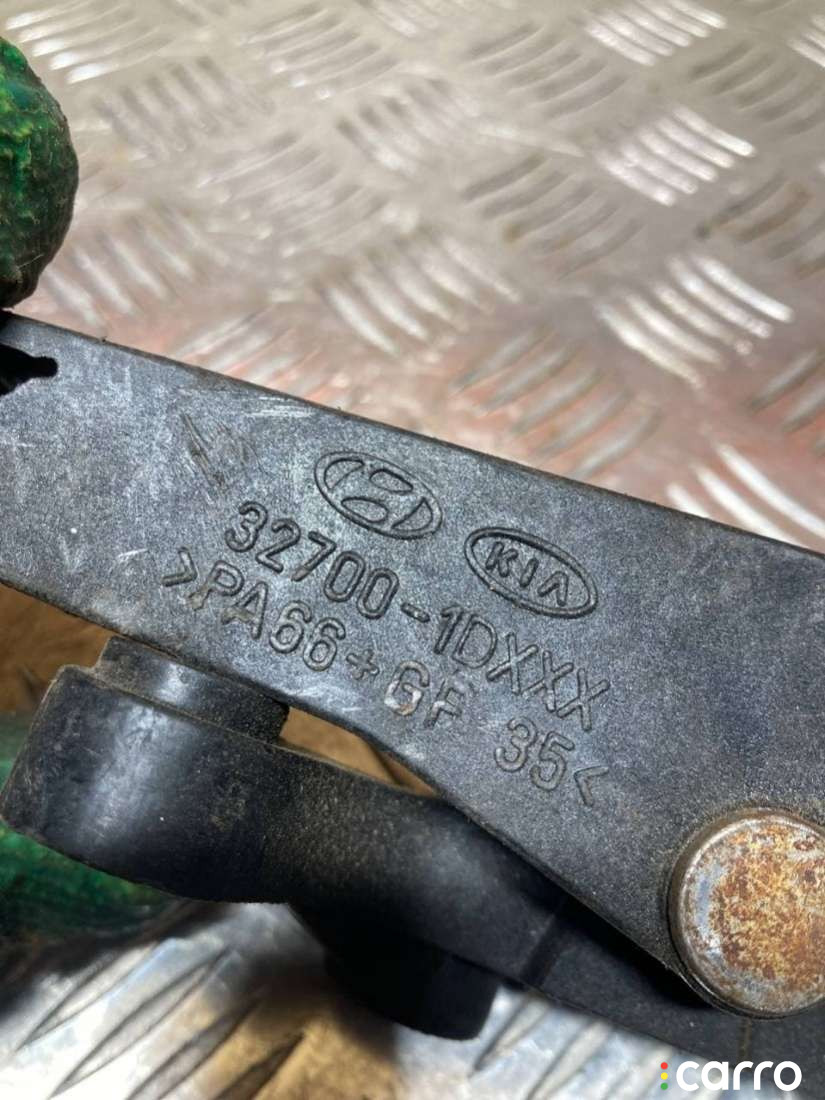 KIA
32700-1DXXX
>PA66+GF 35<
carro